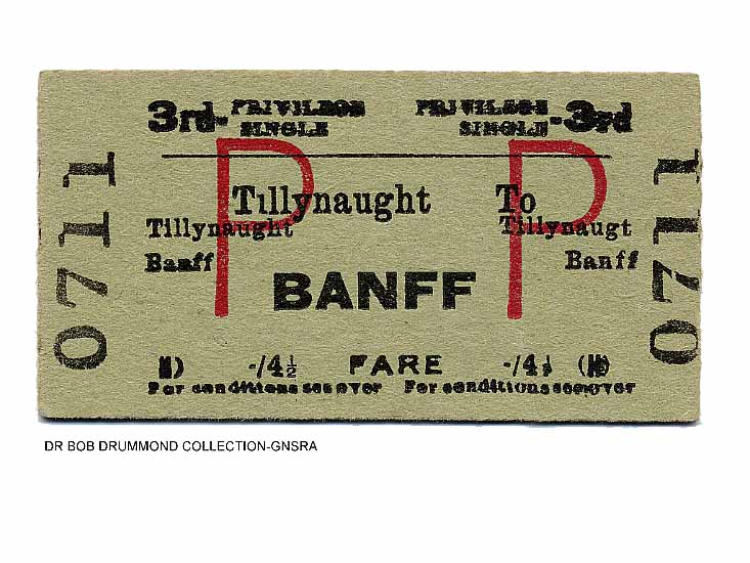 3rd- PRIVILEGE PRIVILEGE -3rd
SINGLE SINGLE
P P
Tillynaught To
Tillynaught Tillynaugt
Banff Banff
BANFF
-/4½ FARE -/4½ (H)
For conditions see over For conditions see over
0711 0711
DR BOB DRUMMOND COLLECTION-GNSRA